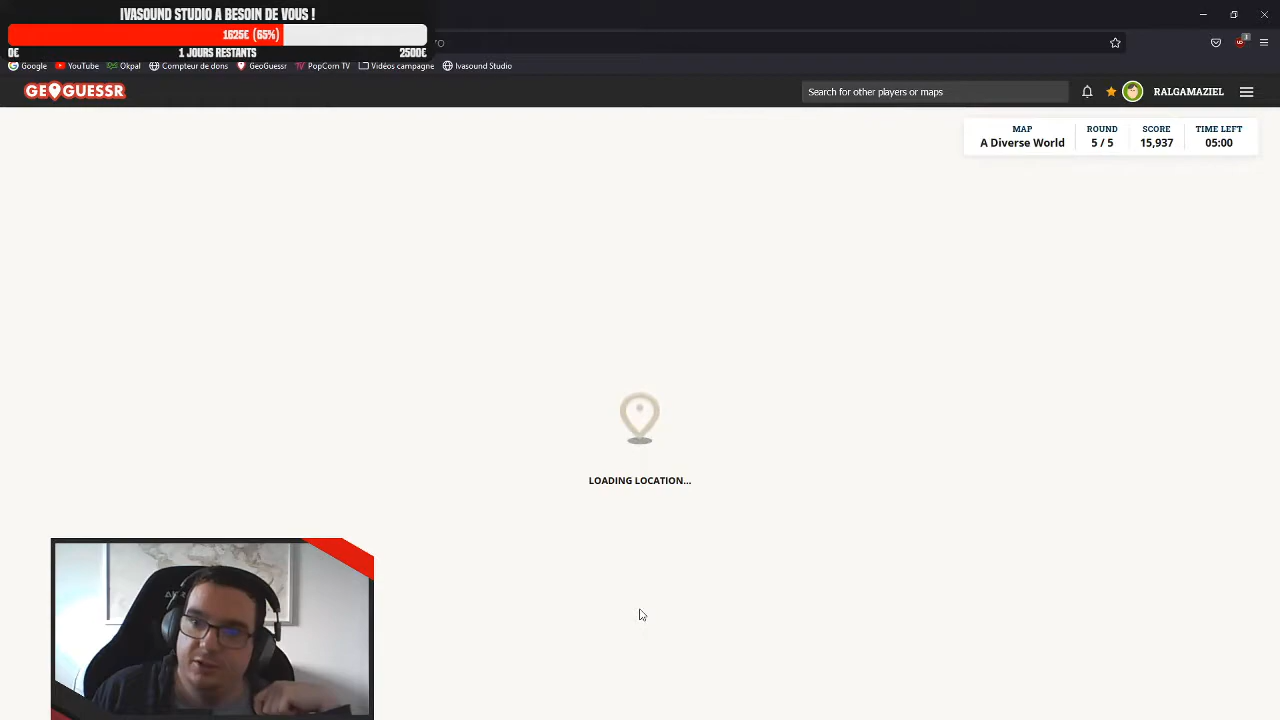 IVASOUND STUDIO A BESOIN DE VOUS !
1625€ (65%)
0€ 1 JOURS RESTANTS 2500€
Google YouTube Okpal Compteur de dons GeoGuessr PopCorn TV Vidéos campagne Ivasound Studio
GEOGUESSR
Search for other players or maps
RALGAMAZIEL
MAP ROUND SCORE TIME LEFT
A Diverse World 5 / 5 15,937 05:00
LOADING LOCATION...